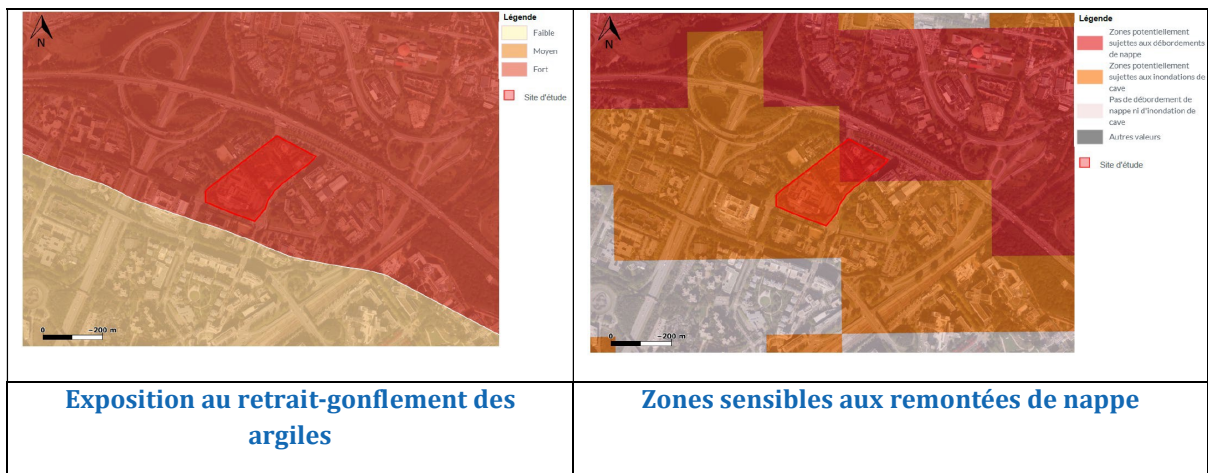 N
Légende
Faible
Moyen
Fort
Site d'étude
0 ~200 m
N
Légende
Zones potentiellement
sujettes aux débordements
de nappe
Zones potentiellement
sujettes aux inondations de
cave
Pas de débordement de
nappe ni d'inondation de
cave
Autres valeurs
Site d'étude
0 ~200 m
Exposition au retrait-gonflement des
argiles
Zones sensibles aux remontées de nappe